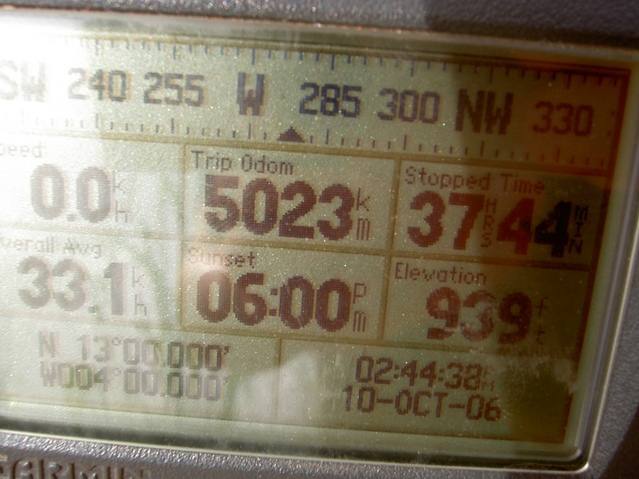 SW 240 255 W 285 300 NW 330
peed
0.0 k h
Trip Odom
5023 k m
Stopped Time
37 HRS 44 MIN
verall Avg
33.1 k h
Sunset
06:00 P m
Elevation
939 f t
N 13°00.000'
W004°00.000'
02:44:38
10-OCT-06
GARMIN